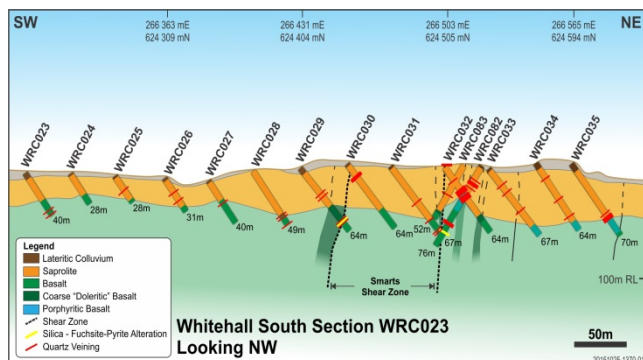 SW
NE
266 363 mE
624 309 mN
266 431 mE
624 404 mN
266 503 mE
624 505 mN
266 565 mE
624 594 mN
WRC023
WRC024
WRC025
WRC026
WRC027
WRC028
WRC029
WRC030
WRC031
WRC032
WRC083
WRC082
WRC033
WRC034
WRC035
40m
28m
28m
31m
40m
49m
64m
64m
52m
67m
76m
64m
67m
64m
70m
Legend
Lateritic Colluvium
Saprolite
Basalt
Coarse "Doleritic" Basalt
Porphyritic Basalt
Shear Zone
Silica - Fuchsite-Pyrite Alteration
Quartz Veining
Smarts
Shear Zone
100m RL
Whitehall South Section WRC023
Looking NW
50m